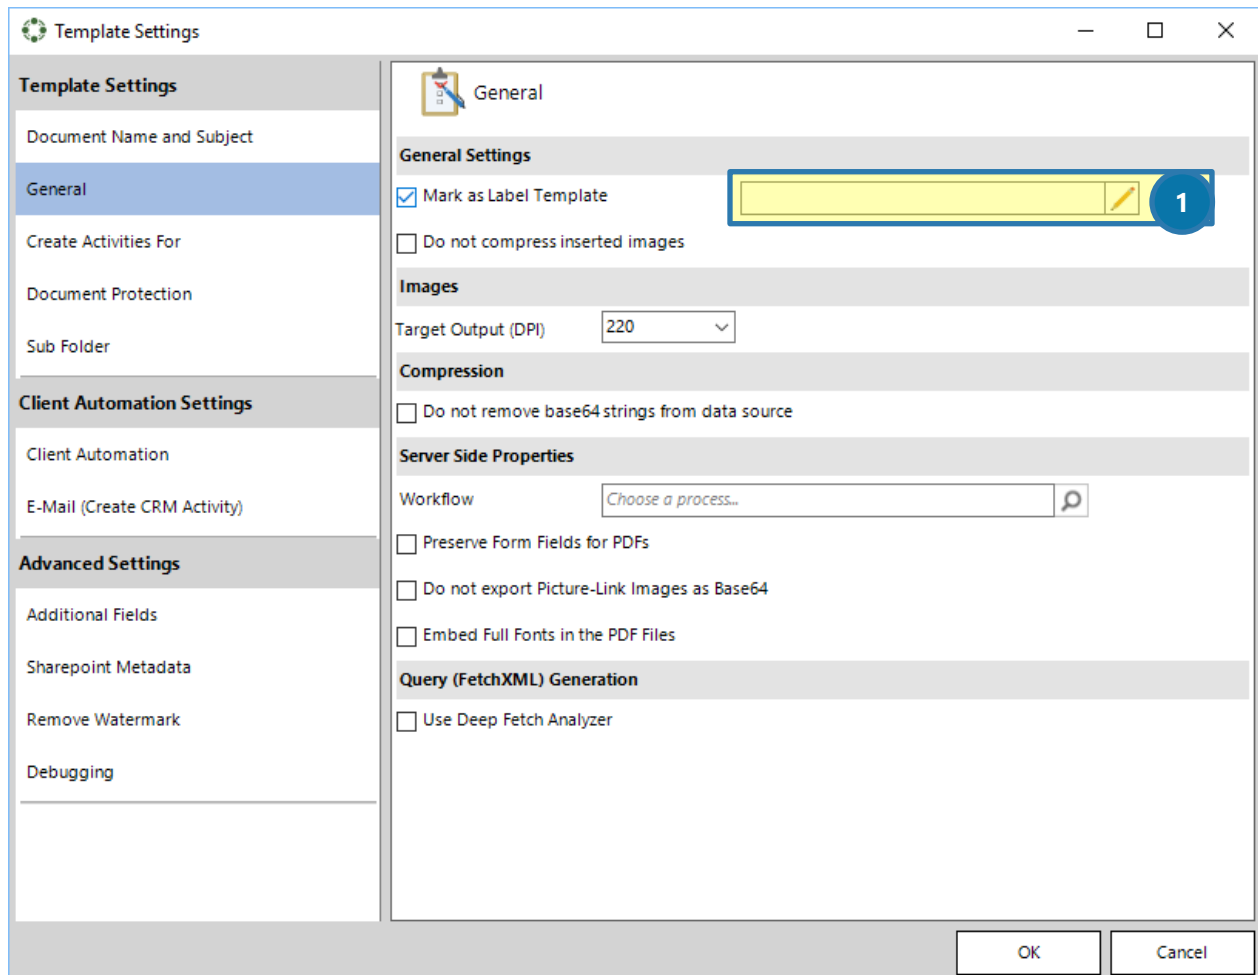 Template Settings
Template Settings
Document Name and Subject
General
Create Activities For
Document Protection
Sub Folder
Client Automation Settings
Client Automation
E-Mail (Create CRM Activity)
Advanced Settings
Additional Fields
Sharepoint Metadata
Remove Watermark
Debugging
General
General Settings
Mark as Label Template
1
Do not compress inserted images
Images
Target Output (DPI) 220
Compression
Do not remove base64 strings from data source
Server Side Properties
Workflow Choose a process...
Preserve Form Fields for PDFs
Do not export Picture-Link Images as Base64
Embed Full Fonts in the PDF Files
Query (FetchXML) Generation
Use Deep Fetch Analyzer
OK Cancel